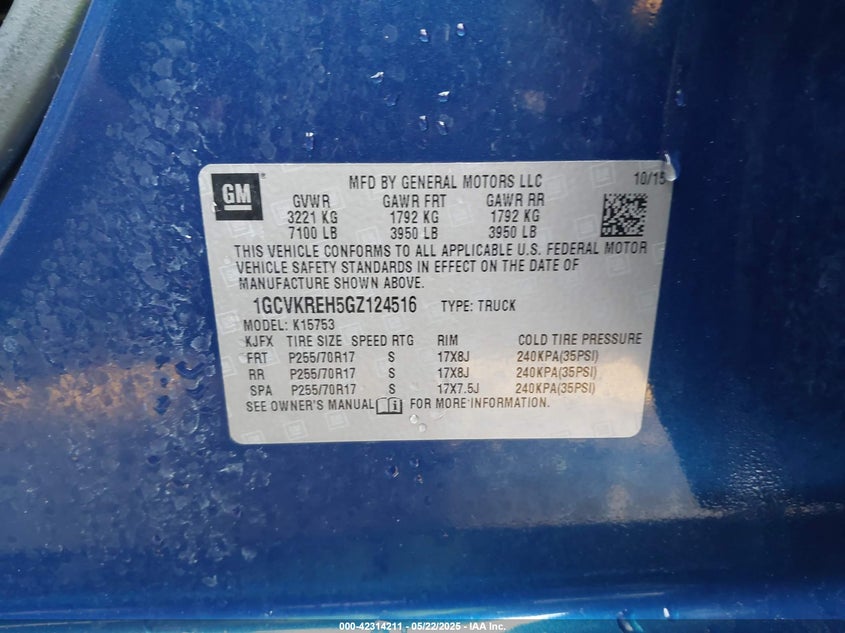 GM ®
MFD BY GENERAL MOTORS LLC 10/15
GVWR GAWR FRT GAWR RR
3221 KG 1792 KG 1792 KG
7100 LB 3950 LB 3950 LB
THIS VEHICLE CONFORMS TO ALL APPLICABLE U.S. FEDERAL MOTOR
VEHICLE SAFETY STANDARDS IN EFFECT ON THE DATE OF
MANUFACTURE SHOWN ABOVE.
1GCVKREH5GZ124516 TYPE: TRUCK
MODEL: K15753
KJFX TIRE SIZE SPEED RTG RIM COLD TIRE PRESSURE
FRT P255/70R17 S 17X8J 240KPA(35PSI)
RR P255/70R17 S 17X8J 240KPA(35PSI)
SPA P255/70R17 S 17X7.5J 240KPA(35PSI)
SEE OWNER'S MANUAL FOR MORE INFORMATION.
000-42314211 - 05/22/2025 - IAA Inc.